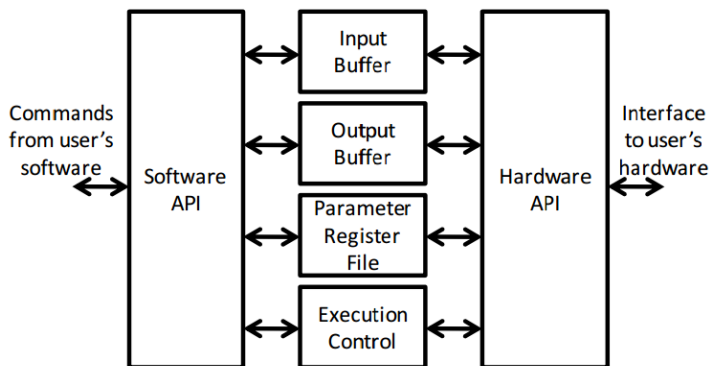 Commands
from user’s
software
Software
API
Input
Buffer
Output
Buffer
Parameter
Register
File
Execution
Control
Hardware
API
Interface
to user’s
hardware